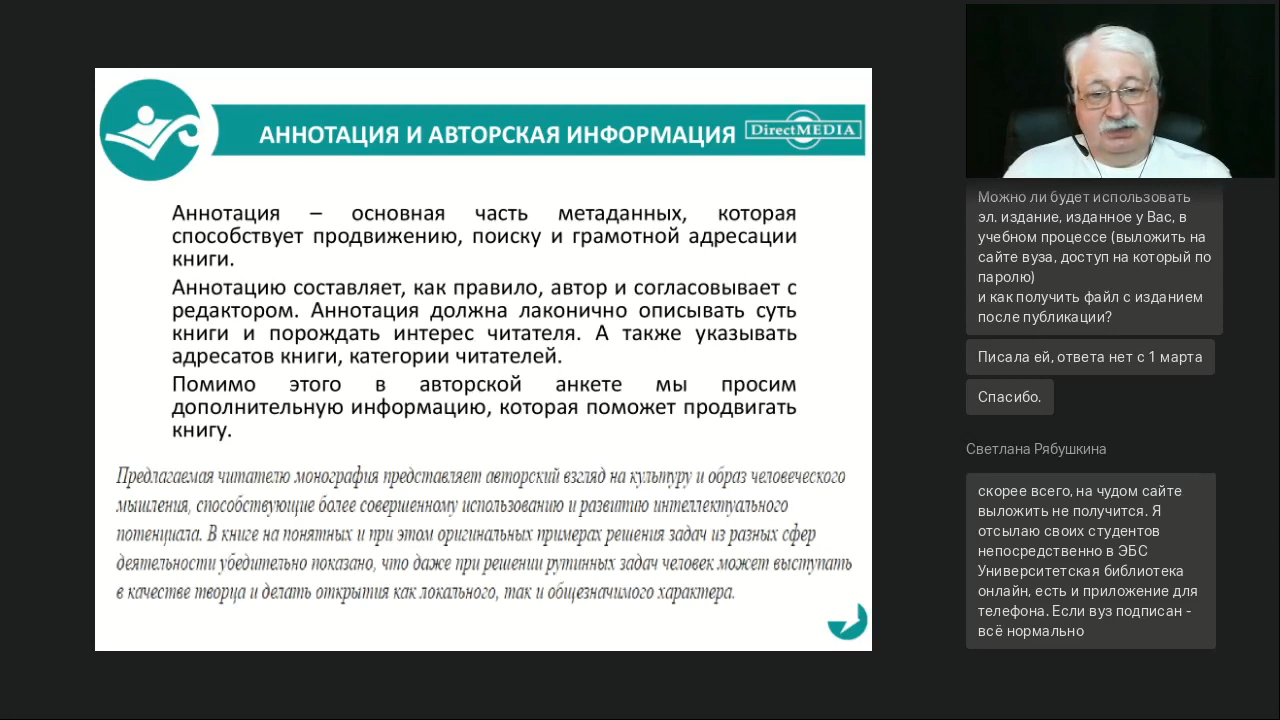 АННОТАЦИЯ И АВТОРСКАЯ ИНФОРМАЦИЯ
DirectMEDIA
Аннотация – основная часть метаданных, которая
способствует продвижению, поиску и грамотной адресации
книги.
Аннотацию составляет, как правило, автор и согласовывает с
редактором. Аннотация должна лаконично описывать суть
книги и порождать интерес читателя. А также указывать
адресатов книги, категории читателей.
Помимо этого в авторской анкете мы просим
дополнительную информацию, которая поможет продвигать
книгу.
Предлагаемая читателю монография представляет авторский взгляд на культуру и образ человеческого
мышления, способствующие более совершенному использованию и развитию интеллектуального
потенциала. В книге на понятных и при этом оригинальных примерах решения задач из разных сфер
деятельности убедительно показано, что даже при решении рутинных задач человек может выступать
в качестве творца и делать открытия как локального, так и общезначимого характера.
Можно ли будет использовать
эл. издание, изданное у Вас, в
учебном процессе (выложить на
сайте вуза, доступ на который по
паролю)
и как получить файл с изданием
после публикации?
Писала ей, ответа нет с 1 марта
Спасибо.
Светлана Рябушкина
скорее всего, на чудом сайте
выложить не получится. Я
отсылаю своих студентов
непосредственно в ЭБС
Университетская библиотека
онлайн, есть и приложение для
телефона. Если вуз подписан -
всё нормально